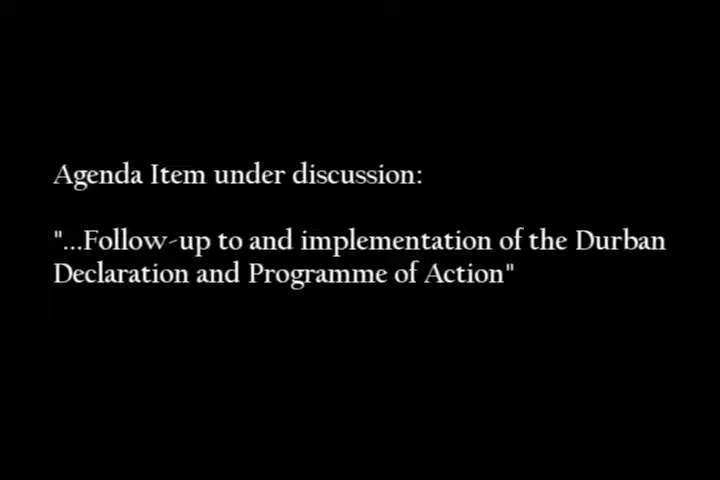 Agenda Item under discussion:
"...Follow-up to and implementation of the Durban
Declaration and Programme of Action"